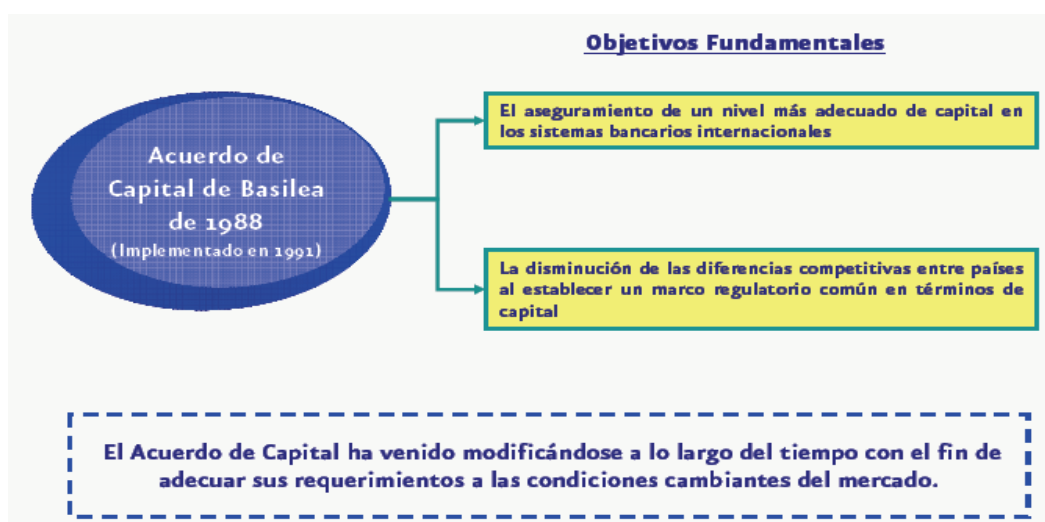 Objetivos Fundamentales
Acuerdo de
Capital de Basilea
de 1988
(Implementado en 1991)
El aseguramiento de un nivel más adecuado de capital en
los sistemas bancarios internacionales
La disminución de las diferencias competitivas entre países
al establecer un marco regulatorio común en términos de
capital
El Acuerdo de Capital ha venido modificándose a lo largo del tiempo con el fin de
adecuar sus requerimientos a las condiciones cambiantes del mercado.